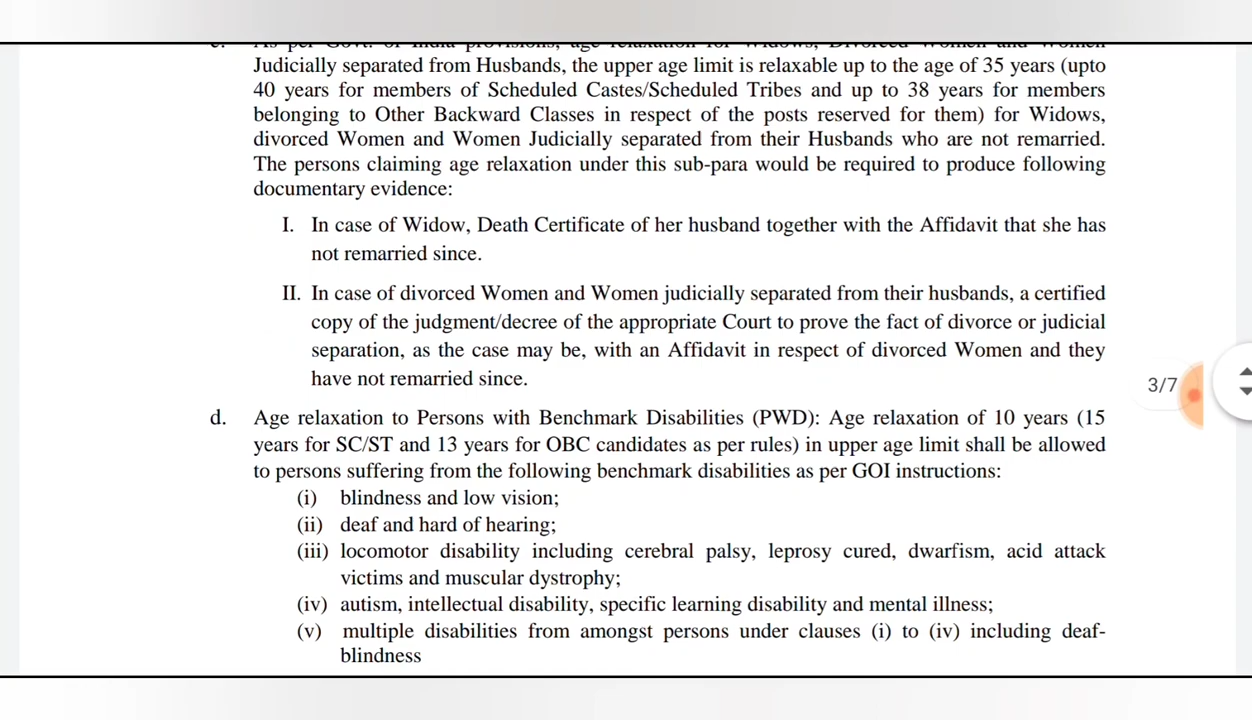 Judicially separated from Husbands, the upper age limit is relaxable up to the age of 35 years (upto
40 years for members of Scheduled Castes/Scheduled Tribes and up to 38 years for members
belonging to Other Backward Classes in respect of the posts reserved for them) for Widows,
divorced Women and Women Judicially separated from their Husbands who are not remarried.
The persons claiming age relaxation under this sub-para would be required to produce following
documentary evidence:
I. In case of Widow, Death Certificate of her husband together with the Affidavit that she has
not remarried since.
II. In case of divorced Women and Women judicially separated from their husbands, a certified
copy of the judgment/decree of the appropriate Court to prove the fact of divorce or judicial
separation, as the case may be, with an Affidavit in respect of divorced Women and they
have not remarried since.
3/7
d. Age relaxation to Persons with Benchmark Disabilities (PWD): Age relaxation of 10 years (15
years for SC/ST and 13 years for OBC candidates as per rules) in upper age limit shall be allowed
to persons suffering from the following benchmark disabilities as per GOI instructions:
(i) blindness and low vision;
(ii) deaf and hard of hearing;
(iii) locomotor disability including cerebral palsy, leprosy cured, dwarfism, acid attack
victims and muscular dystrophy;
(iv) autism, intellectual disability, specific learning disability and mental illness;
(v) multiple disabilities from amongst persons under clauses (i) to (iv) including deaf-
blindness